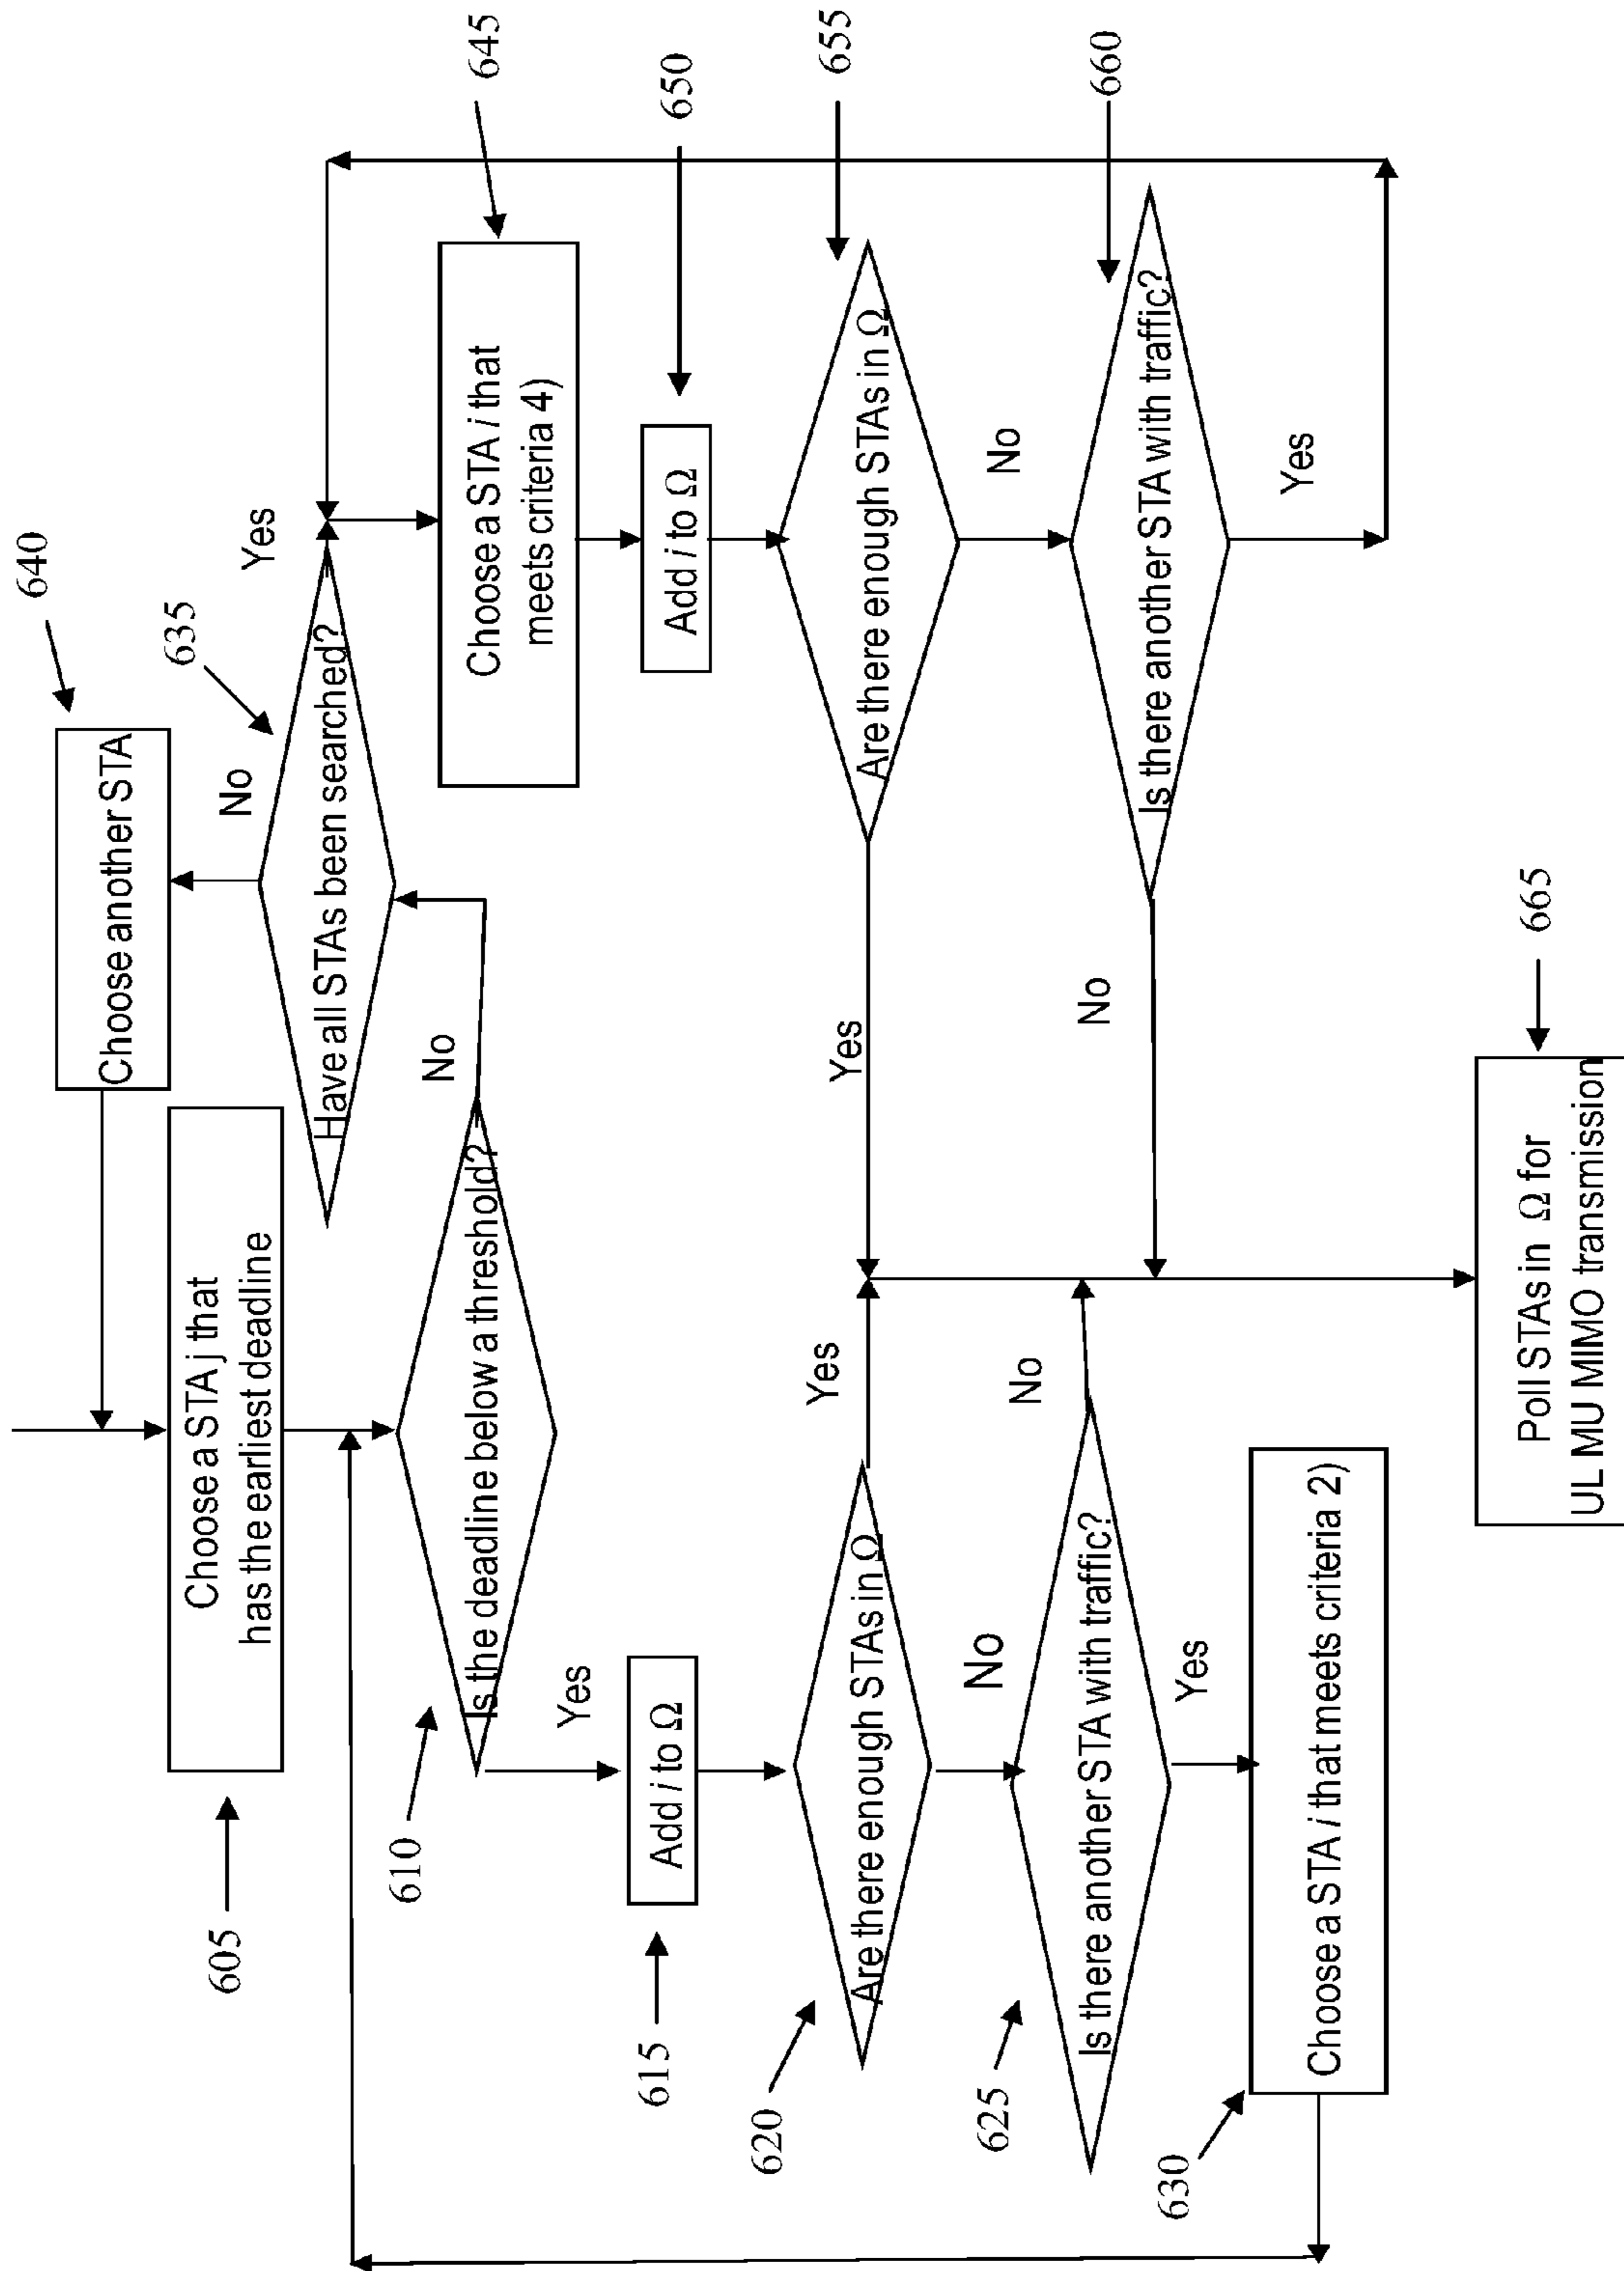 640
Choose another STA
605
Choose a STA j that
has the earliest deadline
635
Have all STAs been searched?
No
Yes
610
Is the deadline below a threshold?
No
Yes
645
Choose a STA i that
meets criteria 4)
615
Add i to Ω
650
Add i to Ω
620
Are there enough STAs in Ω
Yes
No
655
Are there enough STAs in Ω
Yes
No
625
Is there another STA with traffic?
No
Yes
660
Is there another STA with traffic?
No
Yes
630
Choose a STA i that meets criteria 2)
665
Poll STAs in Ω for
UL MU MIMO transmission